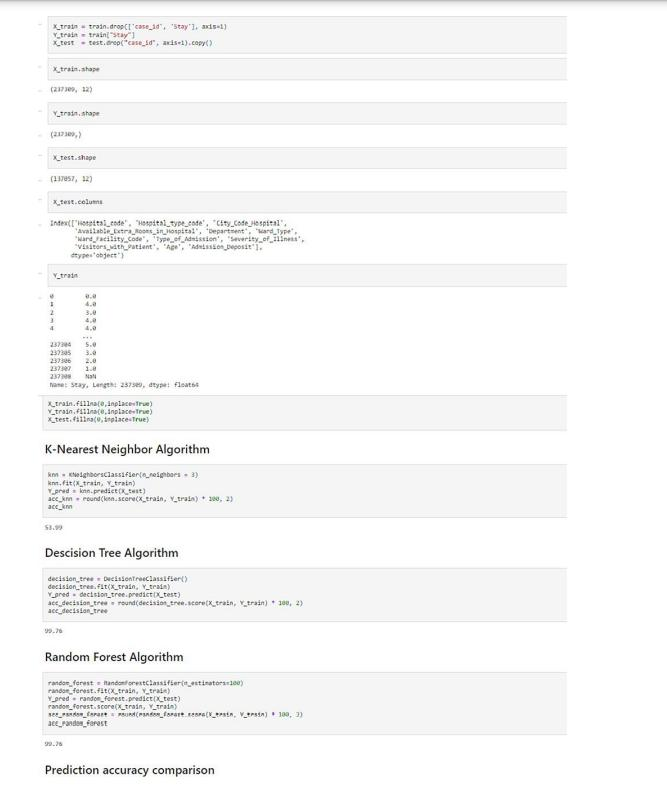 X_train = train.drop(['case_id', 'Stay'], axis=1)
Y_train = train["Stay"]
X_test = test.drop("case_id", axis=1).copy()
X_train.shape
(237309, 12)
Y_train.shape
(237309,)
X_test.shape
(137057, 12)
X_test.columns
Index(['Hospital_code', 'Hospital_type_code', 'City_Code_Hospital',
'Available_Extra_Rooms_in_Hospital', 'Department', 'Ward_Type',
'Ward_Facility_Code', 'Type_of_Admission', 'Severity_of_Illness',
'Visitors_with_Patient', 'Age', 'Admission_Deposit'],
dtype='object')
Y_train
0 0.0
1 4.0
2 3.0
3 4.0
4 4.0
...
237304 5.0
237305 3.0
237306 2.0
237307 1.0
237308 NaN
Name: Stay, Length: 237309, dtype: float64
X_train.fillna(0,inplace=True)
Y_train.fillna(0,inplace=True)
X_test.fillna(0,inplace=True)
K-Nearest Neighbor Algorithm
knn = KNeighborsClassifier(n_neighbors = 3)
knn.fit(X_train, Y_train)
Y_pred = knn.predict(X_test)
acc_knn = round(knn.score(X_train, Y_train) * 100, 2)
acc_knn
53.99
Descision Tree Algorithm
decision_tree = DecisionTreeClassifier()
decision_tree.fit(X_train, Y_train)
Y_pred = decision_tree.predict(X_test)
acc_decision_tree = round(decision_tree.score(X_train, Y_train) * 100, 2)
acc_decision_tree
99.76
Random Forest Algorithm
random_forest = RandomForestClassifier(n_estimators=100)
random_forest.fit(X_train, Y_train)
Y_pred = random_forest.predict(X_test)
random_forest.score(X_train, Y_train)
acc_random_forest = round(random_forest.score(X_train, Y_train) * 100, 2)
acc_random_forest
99.76
Prediction accuracy comparison